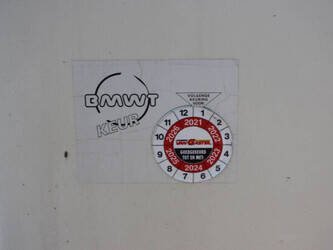 BMWT
KEUR
VOLGENDE
KEURING
VOOR
12 1 2 3 4 5 6 7 8 9 10 11
2021 2022 2023 2024 2025 2026
GOEDGEKEURD
TOT EN MET: